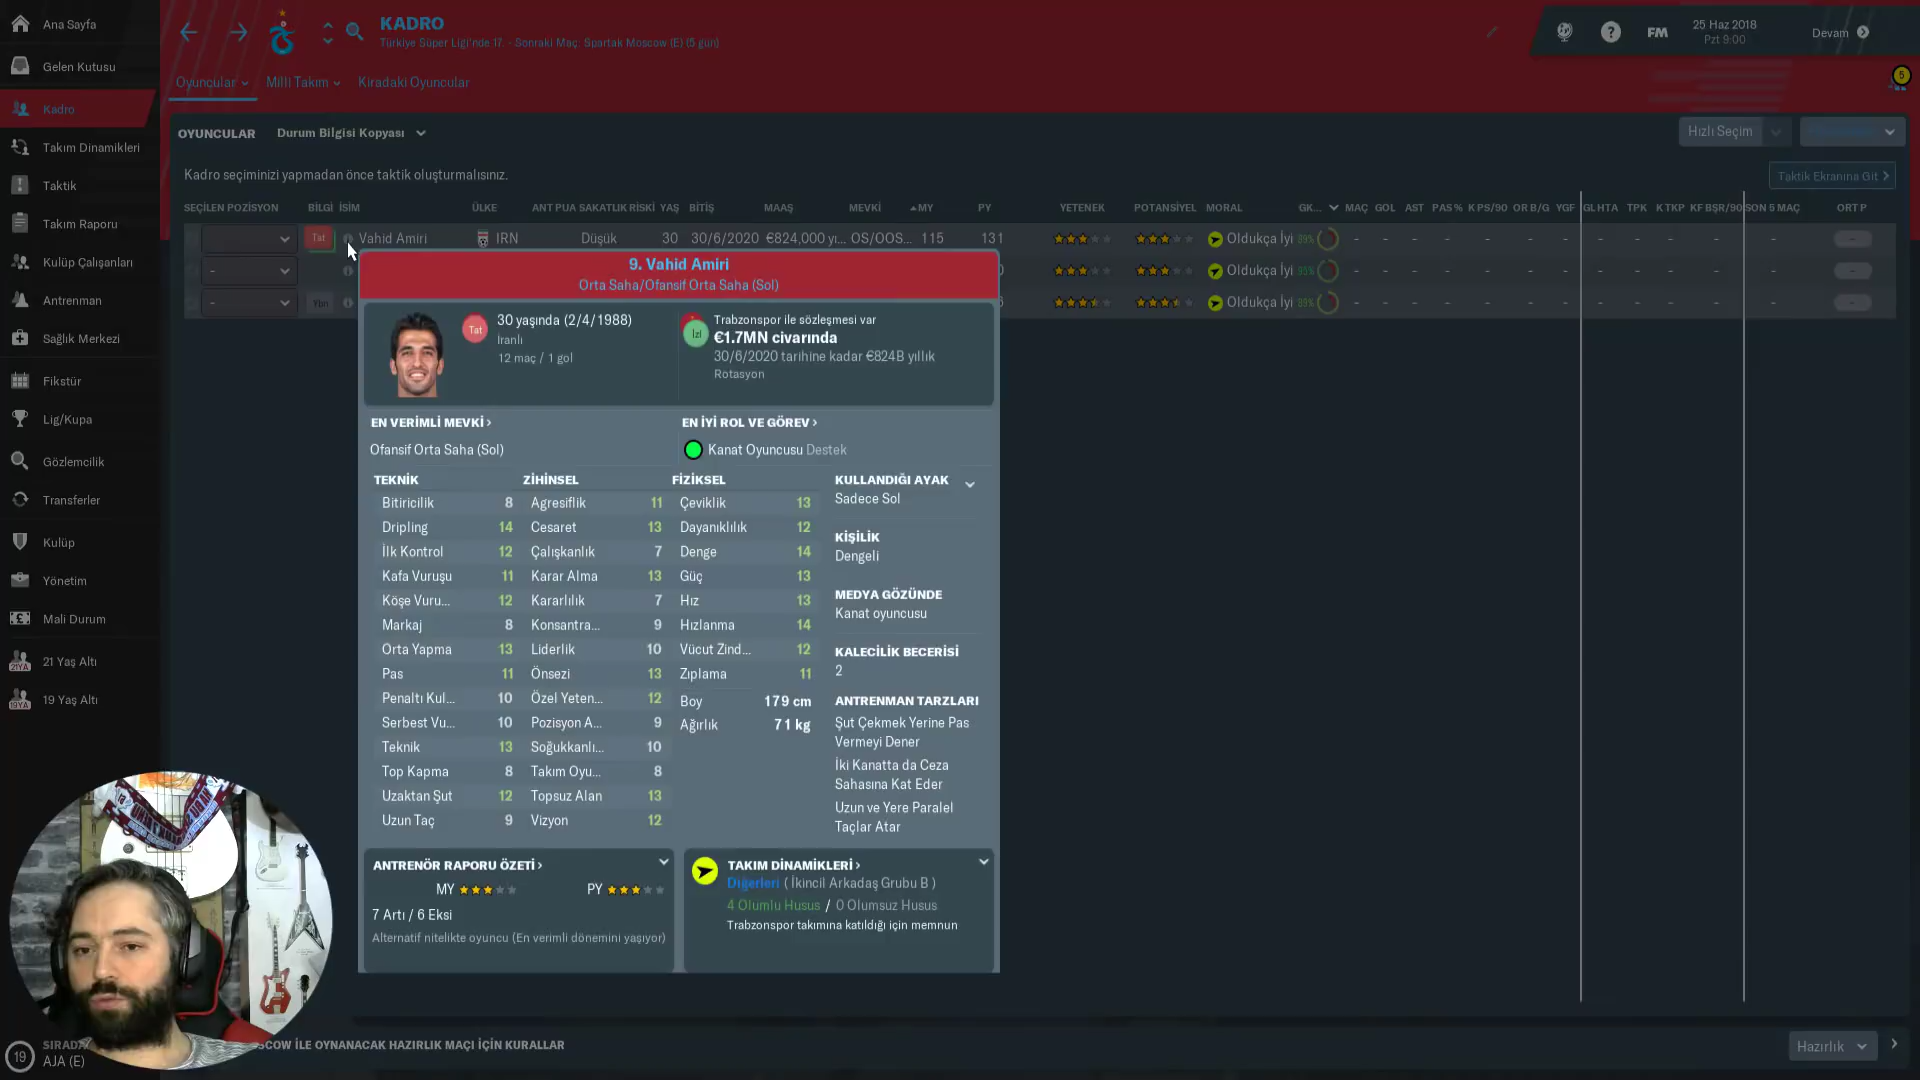 Ana Sayfa
Gelen Kutusu
Kadro
Takım Dinamikleri
Taktik
Takım Raporu
Kulüp Çalışanları
Antrenman
Sağlık Merkezi
Fikstür
Lig/Kupa
Gözlemcilik
Transferler
Kulüp
Yönetim
Mali Durum
21 Yaş Altı
19 Yaş Altı
KADRO
Türkiye Süper Ligi'nde 17. - Sonraki Maç: Spartak Moscow (E) (5 gün)
FM
25 Haz 2018
Pzt 9:00
Devam
5
Oyuncular
Milli Takım
Kiradaki Oyuncular
OYUNCULAR
Durum Bilgisi Kopyası
Hızlı Seçim
Kadro seçiminizi yapmadan önce taktik oluşturmalısınız.
Taktik Ekranına Git
SEÇİLEN POZİSYON BİLGİ İSİM ÜLKE ANT PUA SAKATLIK RİSKİ YAŞ BİTİŞ MAAŞ MEVKİ MY PY YETENEK POTANSİYEL MORAL GK... MAÇ GOL AST PAS % K PS/90 OR B/G YGF GL HTA TPK K TKP KF BŞR/90 SON 5 MAÇ ORT P
Tat Vahid Amiri IRN Düşük 30 30/6/2020 €824,000 yı... OS/OOS... 115 131 Oldukça İyi 89% - - - - - - - - - - - - -
- Oldukça İyi 95% - - - - - - - - - - - - -
- Ybn Oldukça İyi 89% - - - - - - - - - - - - -
9. Vahid Amiri
Orta Saha/Ofansif Orta Saha (Sol)
Tat
30 yaşında (2/4/1988)
İranlı
12 maç / 1 gol
İzl
Trabzonspor ile sözleşmesi var
€1.7MN civarında
30/6/2020 tarihine kadar €824B yıllık
Rotasyon
EN VERİMLİ MEVKİ
Ofansif Orta Saha (Sol)
EN İYİ ROL VE GÖREV
Kanat Oyuncusu Destek
TEKNİK
Bitiricilik 8
Dripling 14
İlk Kontrol 12
Kafa Vuruşu 11
Köşe Vuru... 12
Markaj 8
Orta Yapma 13
Pas 11
Penaltı Kul... 10
Serbest Vu... 10
Teknik 13
Top Kapma 8
Uzaktan Şut 12
Uzun Taç 9
ZİHİNSEL
Agresiflik 11
Cesaret 13
Çalışkanlık 7
Karar Alma 13
Kararlılık 7
Konsantra... 9
Liderlik 10
Önsezi 13
Özel Yeten... 12
Pozisyon A... 9
Soğukkanlı... 10
Takım Oyu... 8
Topsuz Alan 13
Vizyon 12
FİZİKSEL
Çeviklik 13
Dayanıklılık 12
Denge 14
Güç 13
Hız 13
Hızlanma 14
Vücut Zind... 12
Zıplama 11
Boy 179 cm
Ağırlık 71 kg
KULLANDIĞI AYAK
Sadece Sol
KİŞİLİK
Dengeli
MEDYA GÖZÜNDE
Kanat oyuncusu
KALECİLİK BECERİSİ
2
ANTRENMAN TARZLARI
Şut Çekmek Yerine Pas
Vermeyi Dener
İki Kanatta da Ceza
Sahasına Kat Eder
Uzun ve Yere Paralel
Taçlar Atar
ANTRENÖR RAPORU ÖZETİ
MY PY
7 Artı / 6 Eksi
Alternatif nitelikte oyuncu (En verimli dönemini yaşıyor)
TAKIM DİNAMİKLERİ
Diğerleri ( İkincil Arkadaş Grubu B )
4 Olumlu Husus / 0 Olumsuz Husus
Trabzonspor takımına katıldığı için memnun
19
AJA (E)
İLE OYNANACAK HAZIRLIK MAÇI İÇİN KURALLAR
Hazırlık